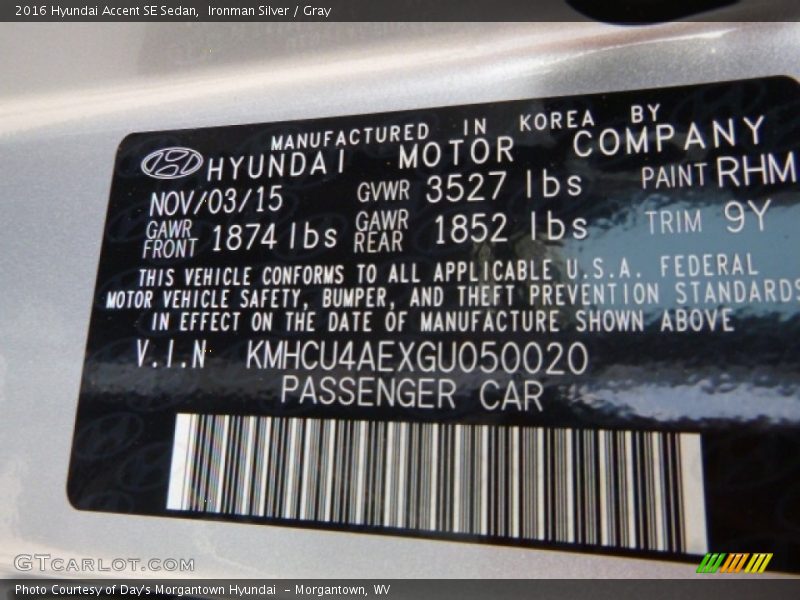 2016 Hyundai Accent SE Sedan, Ironman Silver / Gray
MANUFACTURED IN KOREA BY
HYUNDAI MOTOR COMPANY
NOV/03/15 GVWR 3527 lbs PAINT RHM
GAWR FRONT 1874 lbs GAWR REAR 1852 lbs TRIM 9Y
THIS VEHICLE CONFORMS TO ALL APPLICABLE U.S.A. FEDERAL
MOTOR VEHICLE SAFETY, BUMPER, AND THEFT PREVENTION STANDARDS
IN EFFECT ON THE DATE OF MANUFACTURE SHOWN ABOVE
V.I.N KMHCU4AEXGU050020
PASSENGER CAR
GTCARLOT.COM
Photo Courtesy of Day's Morgantown Hyundai - Morgantown, WV